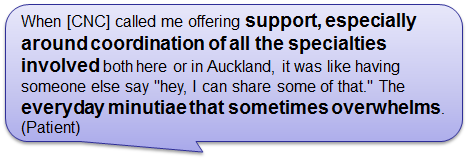 When [CNC] called me offering support, especially
around coordination of all the specialties
involved both here or in Auckland, it was like having
someone else say "hey, I can share some of that." The
everyday minutiae that sometimes overwhelms.
(Patient)